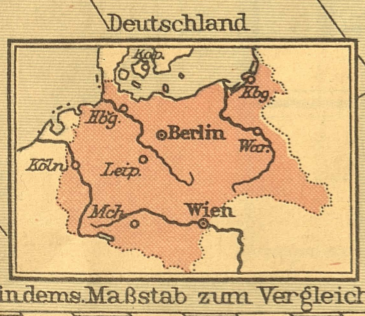 Deutschland
Kop.
Kbg.
Hbg.
Berlin
War.
Köln
Leip.
Mch.
Wien
in dems. Maßstab zum Vergleich